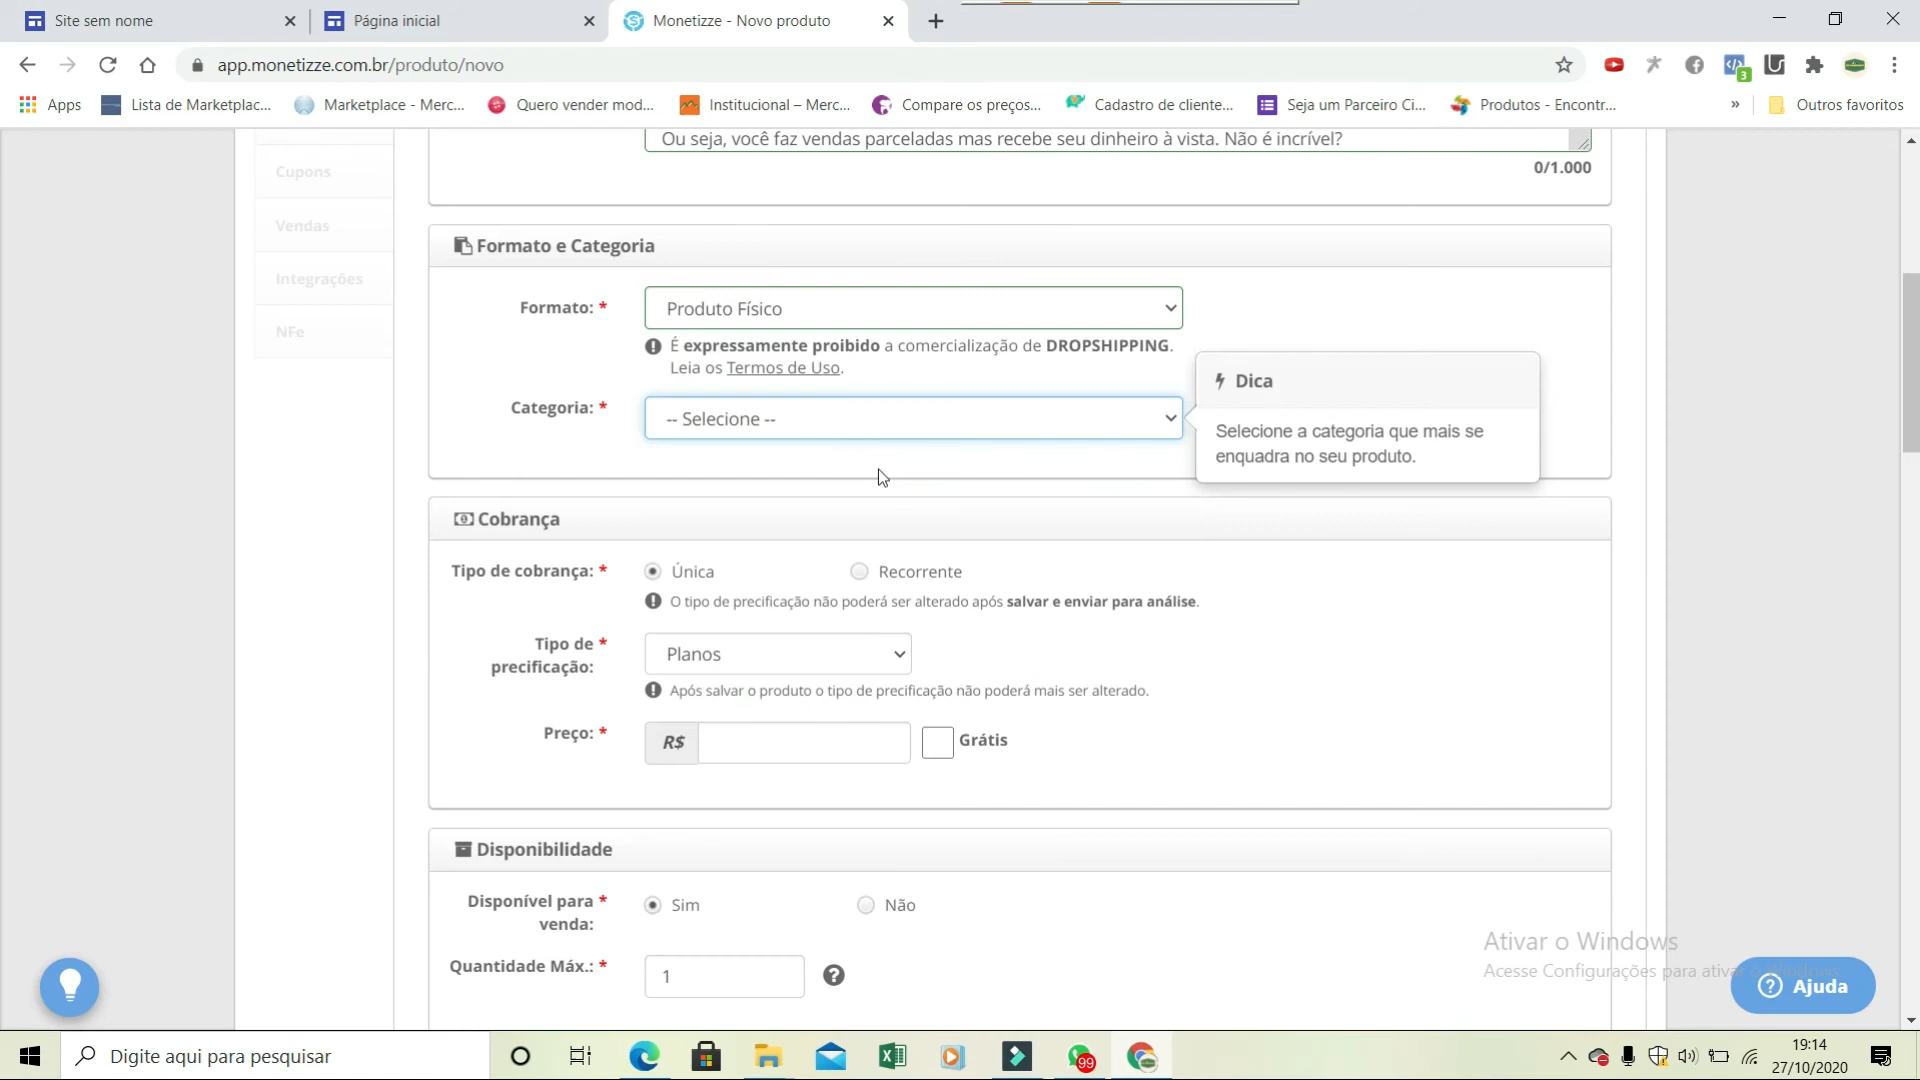 Site sem nome
Página inicial
Monetizze - Novo produto
app.monetizze.com.br/produto/novo
3
Apps
Lista de Marketplac...
Marketplace - Merc...
Quero vender mod...
Institucional – Merc...
Compare os preços...
Cadastro de cliente...
Seja um Parceiro Ci...
Produtos - Encontr...
»
Outros favoritos
Ou seja, você faz vendas parceladas mas recebe seu dinheiro à vista. Não é incrível?
0/1.000
Cupons
Vendas
Integrações
NFe
Formato e Categoria
Formato: *
Produto Físico
É expressamente proibido a comercialização de DROPSHIPPING.
Leia os Termos de Uso.
Categoria: *
-- Selecione --
Dica
Selecione a categoria que mais se
enquadra no seu produto.
Cobrança
Tipo de cobrança: *
Única
Recorrente
O tipo de precificação não poderá ser alterado após salvar e enviar para análise.
Tipo de *
precificação:
Planos
Após salvar o produto o tipo de precificação não poderá mais ser alterado.
Preço: *
R$
Grátis
Disponibilidade
Disponível para *
venda:
Sim
Não
Quantidade Máx.: *
1
Ativar o Windows
Acesse Configurações para ativar o Windows.
Ajuda
Digite aqui para pesquisar
99
19:14
27/10/2020